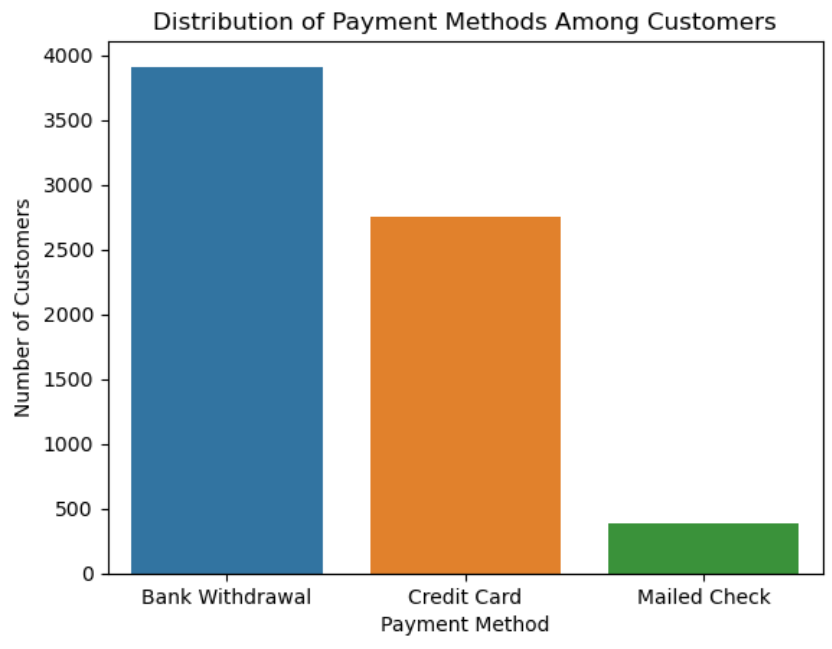 Distribution of Payment Methods Among Customers
Number of Customers
4000
3500
3000
2500
2000
1500
1000
500
0
Bank Withdrawal
Credit Card
Mailed Check
Payment Method